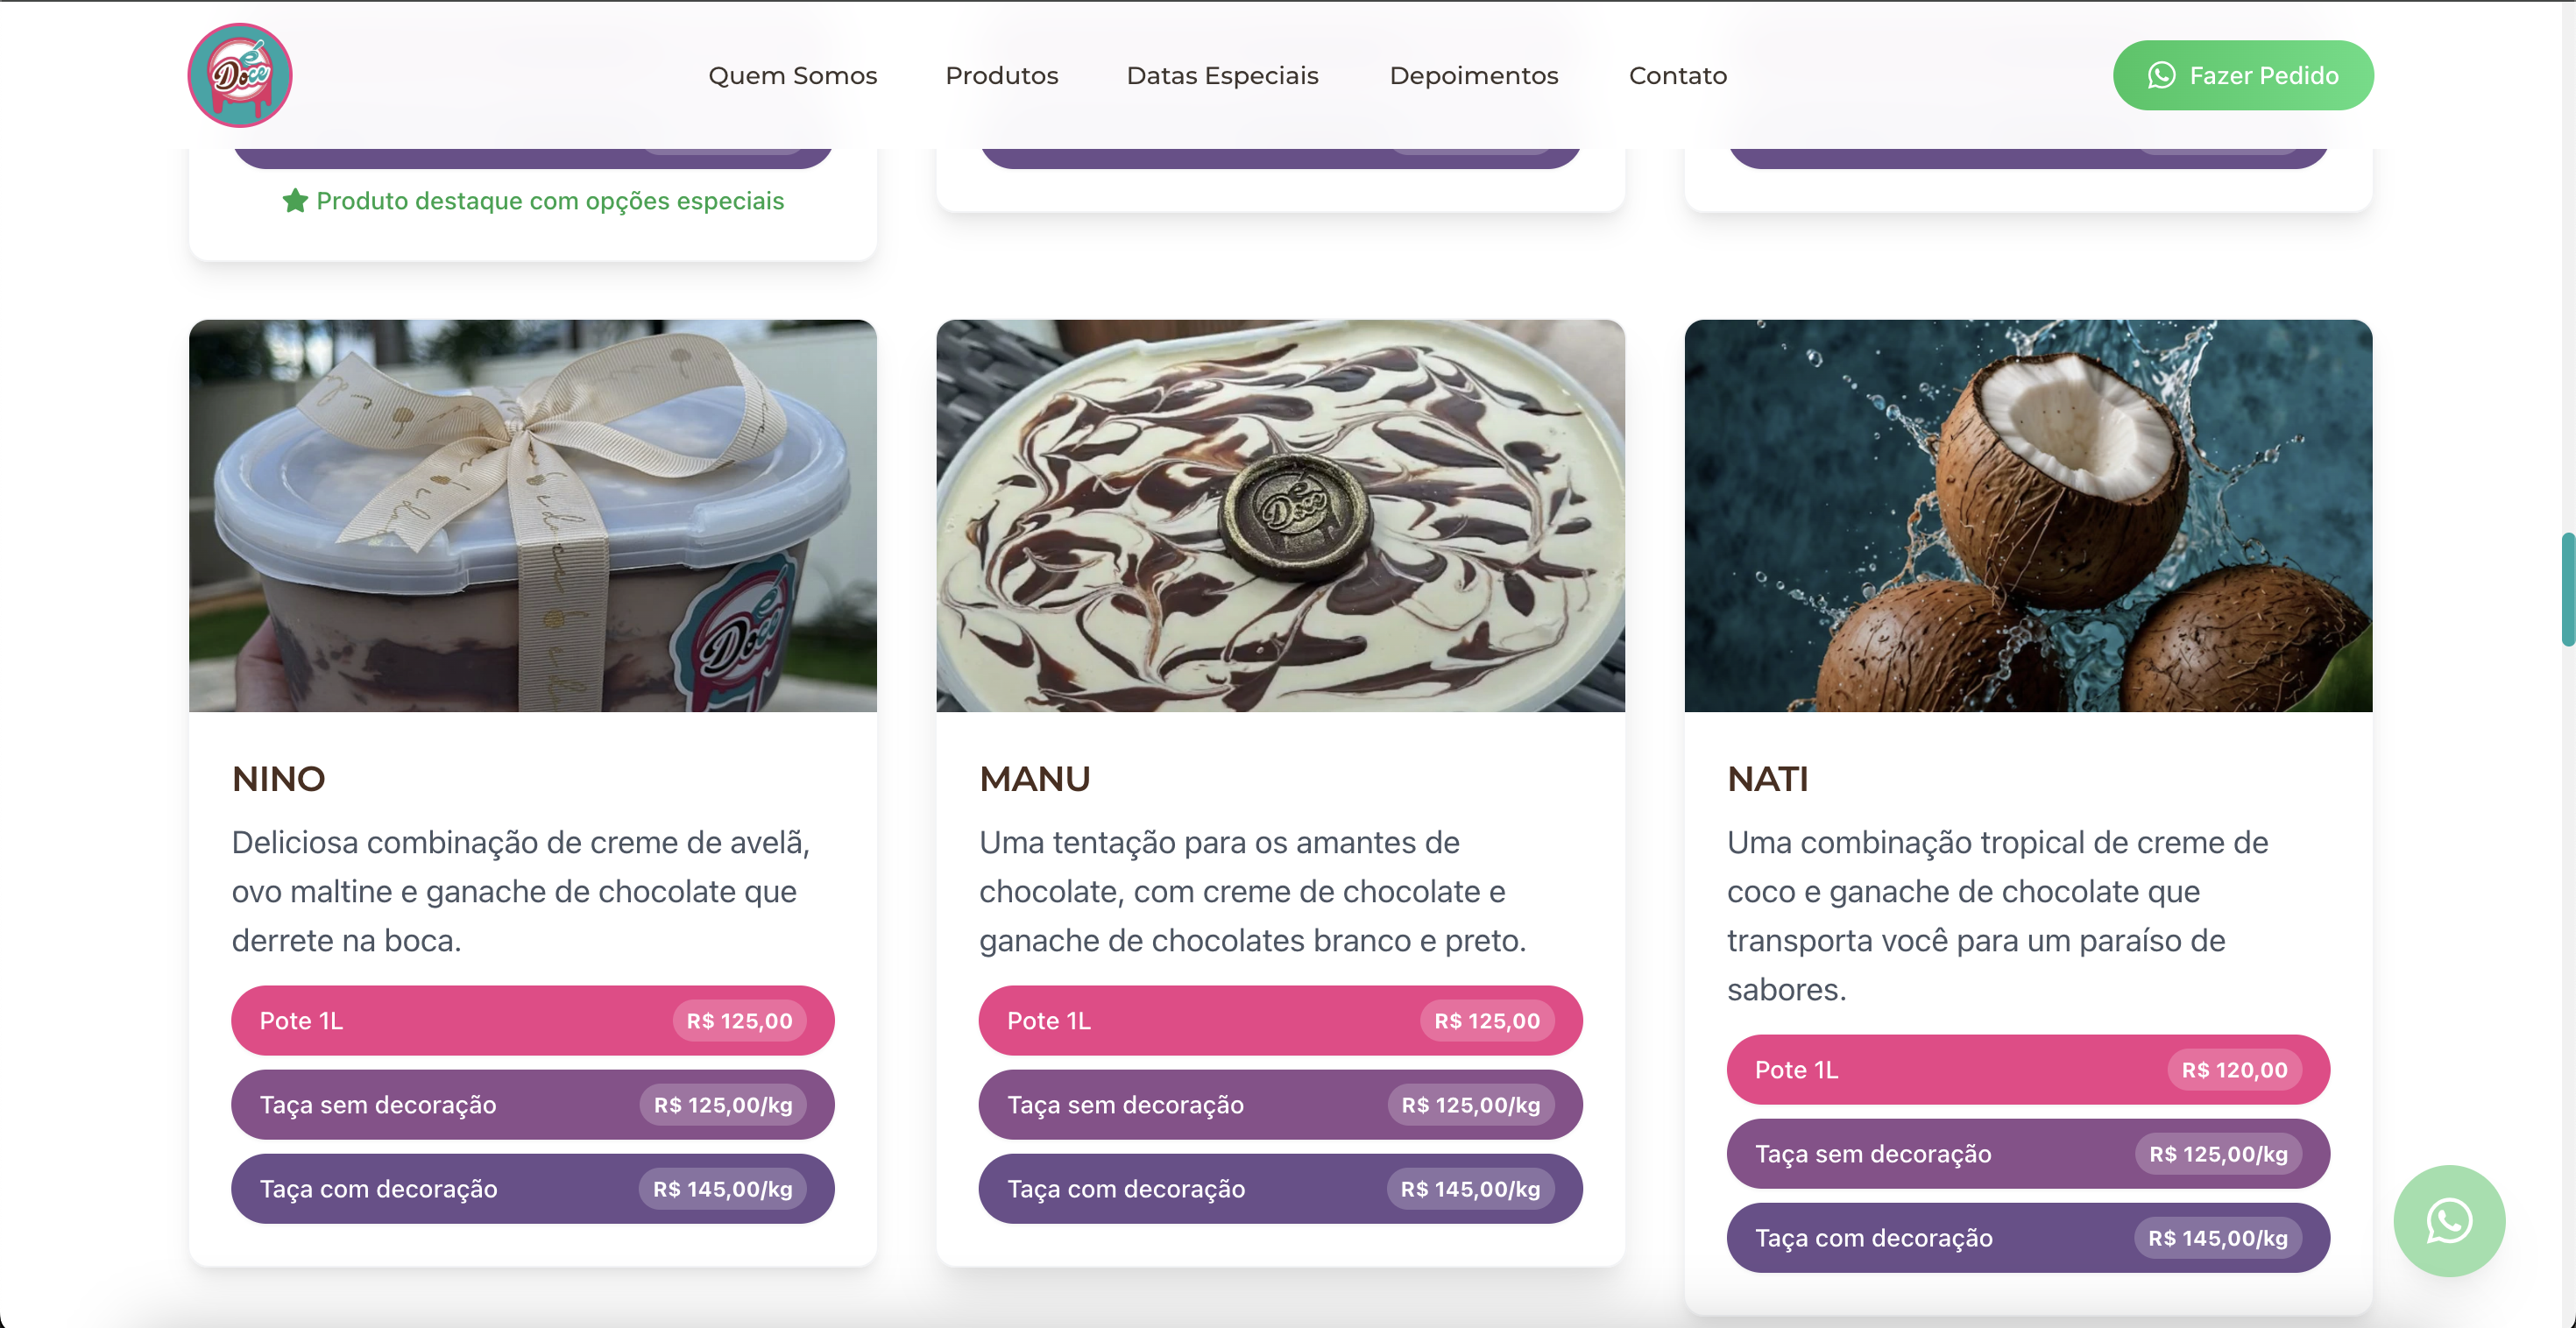 é
Doce
Quem Somos
Produtos
Datas Especiais
Depoimentos
Contato
Fazer Pedido
Produto destaque com opções especiais
Doce
é
Doce
NINO
Deliciosa combinação de creme de avelã,
ovo maltine e ganache de chocolate que
derrete na boca.
Pote 1L
R$ 125,00
Taça sem decoração
R$ 125,00/kg
Taça com decoração
R$ 145,00/kg
MANU
Uma tentação para os amantes de
chocolate, com creme de chocolate e
ganache de chocolates branco e preto.
Pote 1L
R$ 125,00
Taça sem decoração
R$ 125,00/kg
Taça com decoração
R$ 145,00/kg
NATI
Uma combinação tropical de creme de
coco e ganache de chocolate que
transporta você para um paraíso de
sabores.
Pote 1L
R$ 120,00
Taça sem decoração
R$ 125,00/kg
Taça com decoração
R$ 145,00/kg